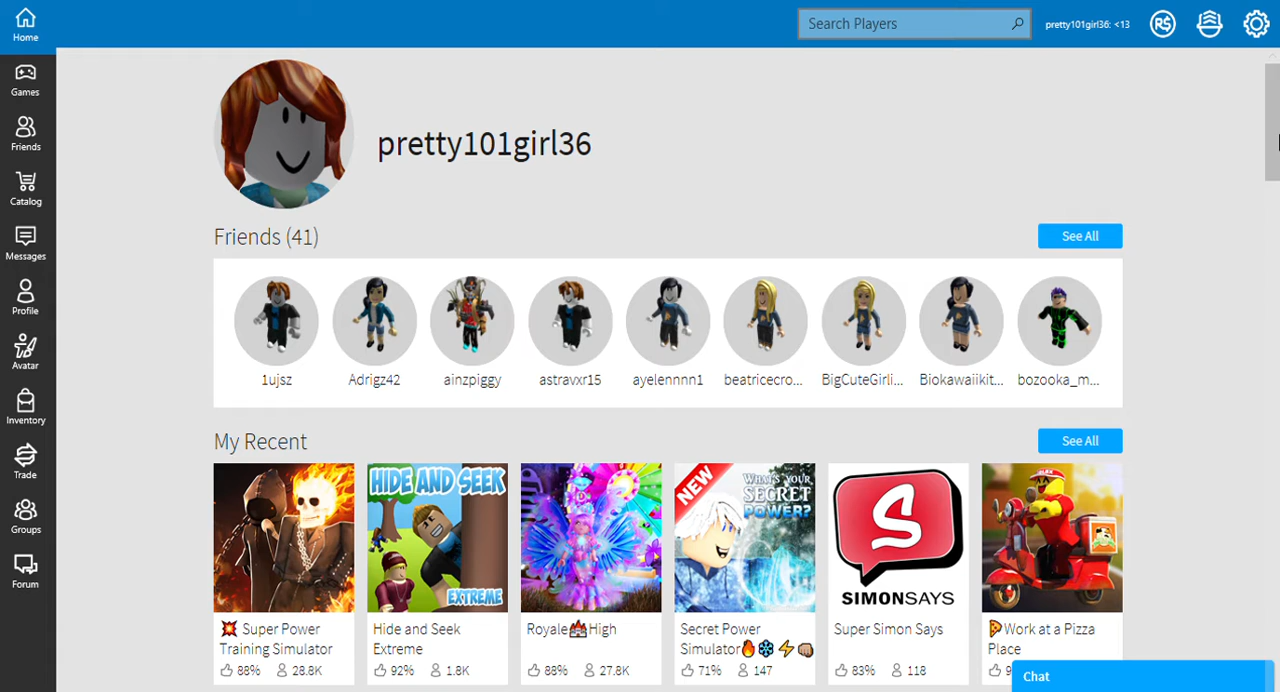 Home
Search Players
pretty101girl36: <13
R$
Games
Friends
Catalog
Messages
Profile
Avatar
Inventory
Trade
Groups
Forum
pretty101girl36
Friends (41)
See All
1ujsz
Adrigz42
ainzpiggy
astravxr15
ayelennnn1
beatricecro...
BigCuteGirli...
Biokawaiikit...
bozooka_m...
My Recent
See All
HIDE AND SEEK
EXTREME
NEW
WHAT'S YOUR
SECRET
POWER?
S
SIMONSAYS
💥 Super Power
Training Simulator
88% 28.8K
Hide and Seek
Extreme
92% 1.8K
Royale🏰High
88% 27.8K
Secret Power
Simulator🔥❄️⚡👊
71% 147
Super Simon Says
83% 118
🍕Work at a Pizza
Place
Chat